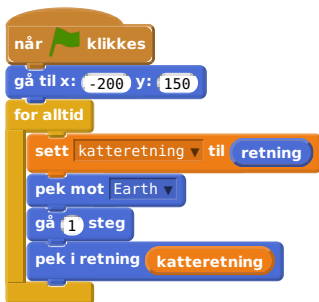 når klikkes
gå til x: -200 y: 150
for alltid
sett katteretning til retning
pek mot Earth
gå 1 steg
pek i retning katteretning